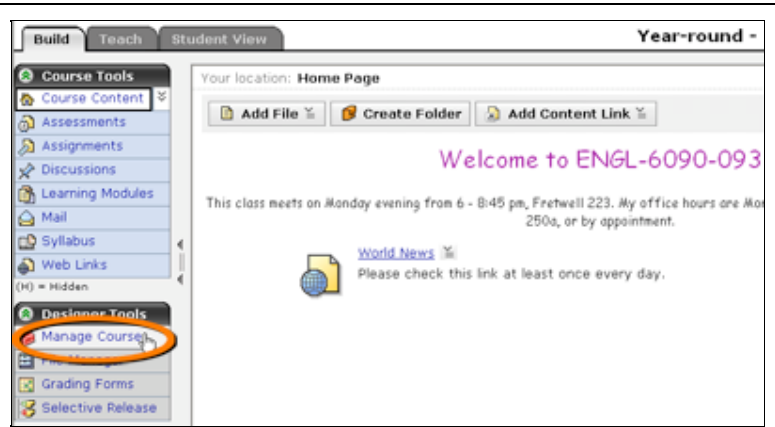 Build Teach Student View
Year-round -
Course Tools
Course Content
Assessments
Assignments
Discussions
Learning Modules
Mail
Syllabus
Web Links
(H) = Hidden
Designer Tools
Manage Course
Grading Forms
Selective Release
Your location: Home Page
Add File Create Folder Add Content Link
Welcome to ENGL-6090-093
This class meets on Monday evening from 6 - 8:45 pm, Fretwell 223. My office hours are Mon
250a, or by appointment.
World News
Please check this link at least once every day.